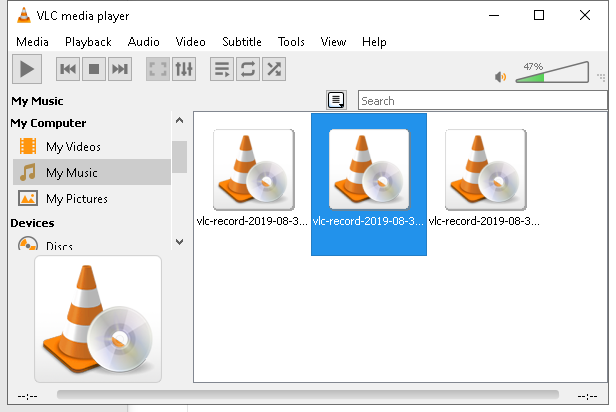 VLC media player
Media Playback Audio Video Subtitle Tools View Help
47%
My Music
Search
My Computer
My Videos
My Music
My Pictures
Devices
Discs
vlc-record-2019-08-3... vlc-record-2019-08-3... vlc-record-2019-08-3...
--:-- --:--